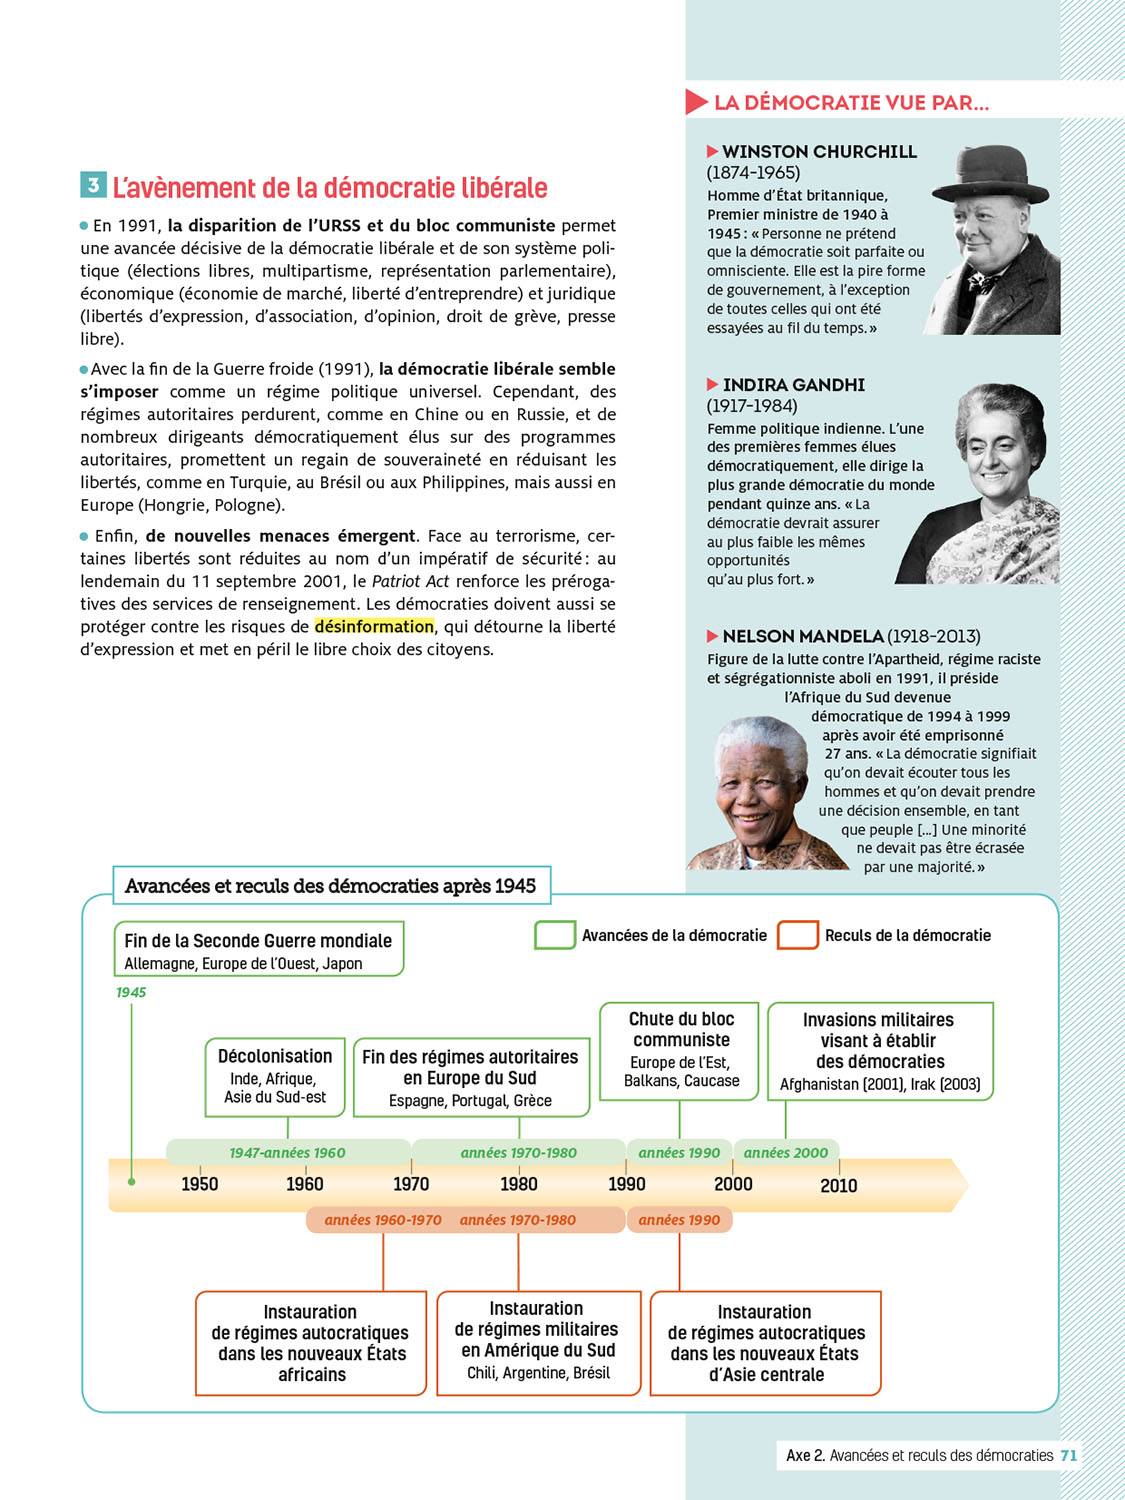 3 L'avènement de la démocratie libérale
• En 1991, la disparition de l'URSS et du bloc communiste permet
une avancée décisive de la démocratie libérale et de son système poli-
tique (élections libres, multipartisme, représentation parlementaire),
économique (économie de marché, liberté d'entreprendre) et juridique
(libertés d'expression, d'association, d'opinion, droit de grève, presse
libre).
• Avec la fin de la Guerre froide (1991), la démocratie libérale semble
s'imposer comme un régime politique universel. Cependant, des
régimes autoritaires perdurent, comme en Chine ou en Russie, et de
nombreux dirigeants démocratiquement élus sur des programmes
autoritaires, promettent un regain de souveraineté en réduisant les
libertés, comme en Turquie, au Brésil ou aux Philippines, mais aussi en
Europe (Hongrie, Pologne).
• Enfin, de nouvelles menaces émergent. Face au terrorisme, cer-
taines libertés sont réduites au nom d'un impératif de sécurité : au
lendemain du 11 septembre 2001, le Patriot Act renforce les préroga-
tives des services de renseignement. Les démocraties doivent aussi se
protéger contre les risques de désinformation, qui détourne la liberté
d'expression et met en péril le libre choix des citoyens.
LA DÉMOCRATIE VUE PAR...
WINSTON CHURCHILL
(1874-1965)
Homme d'État britannique,
Premier ministre de 1940 à
1945 : « Personne ne prétend
que la démocratie soit parfaite ou
omnisciente. Elle est la pire forme
de gouvernement, à l'exception
de toutes celles qui ont été
essayées au fil du temps. »
INDIRA GANDHI
(1917-1984)
Femme politique indienne. L'une
des premières femmes élues
démocratiquement, elle dirige la
plus grande démocratie du monde
pendant quinze ans. « La
démocratie devrait assurer
au plus faible les mêmes
opportunités
qu'au plus fort. »
NELSON MANDELA (1918-2013)
Figure de la lutte contre l'Apartheid, régime raciste
et ségrégationniste aboli en 1991, il préside
l'Afrique du Sud devenue
démocratique de 1994 à 1999
après avoir été emprisonné
27 ans. « La démocratie signifiait
qu'on devait écouter tous les
hommes et qu'on devait prendre
une décision ensemble, en tant
que peuple [...] Une minorité
ne devait pas être écrasée
par une majorité. »
Avancées et reculs des démocraties après 1945
Avancées de la démocratie
Reculs de la démocratie
Fin de la Seconde Guerre mondiale
Allemagne, Europe de l'Ouest, Japon
1945
Décolonisation
Inde, Afrique,
Asie du Sud-est
Fin des régimes autoritaires
en Europe du Sud
Espagne, Portugal, Grèce
Chute du bloc
communiste
Europe de l'Est,
Balkans, Caucase
Invasions militaires
visant à établir
des démocraties
Afghanistan (2001), Irak (2003)
1947-années 1960
années 1970-1980
années 1990
années 2000
1950
1960
1970
1980
1990
2000
2010
années 1960-1970
années 1970-1980
années 1990
Instauration
de régimes autocratiques
dans les nouveaux États
africains
Instauration
de régimes militaires
en Amérique du Sud
Chili, Argentine, Brésil
Instauration
de régimes autocratiques
dans les nouveaux États
d'Asie centrale
Axe 2. Avancées et reculs des démocraties 71